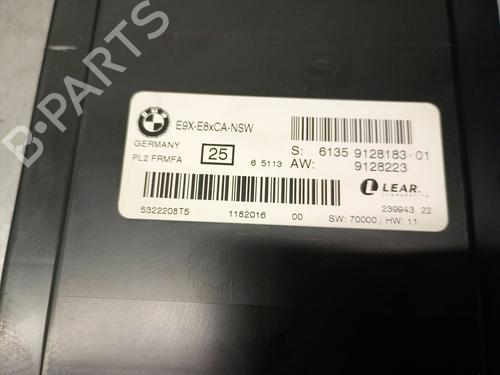 BMW
E9X-E8xCA-NSW
GERMANY
PL2 FRMFA
25
6 5113
S: 6135 9128183-01
AW: 9128223
LEAR.
CORPORATION
5322208T5
1182016
00
239943 22
SW: 70000 / HW: 11
B-PARTS